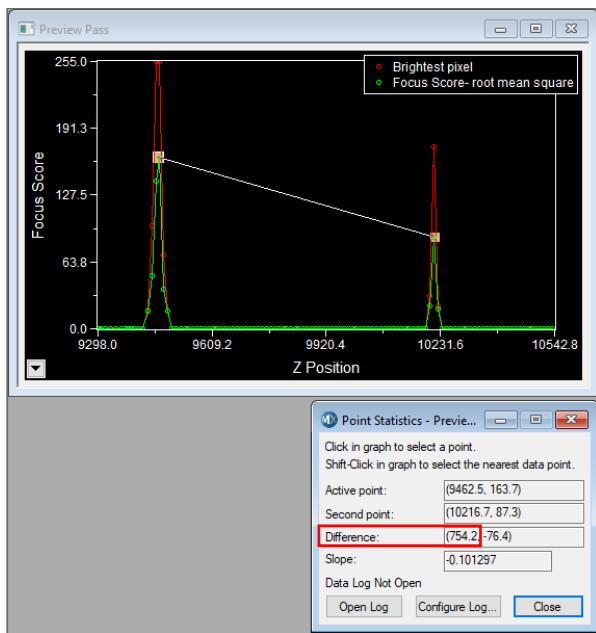 Preview Pass
Brightest pixel
Focus Score- root mean square
255.0
191.3
127.5
63.8
0.0
Focus Score
9298.0 9609.2 9920.4 10231.6 10542.8
Z Position
MX Point Statistics - Previe...
Click in graph to select a point.
Shift-Click in graph to select the nearest data point.
Active point: (9462.5, 163.7)
Second point: (10216.7, 87.3)
Difference: (754.2, -76.4)
Slope: -0.101297
Data Log Not Open
Open Log Configure Log... Close